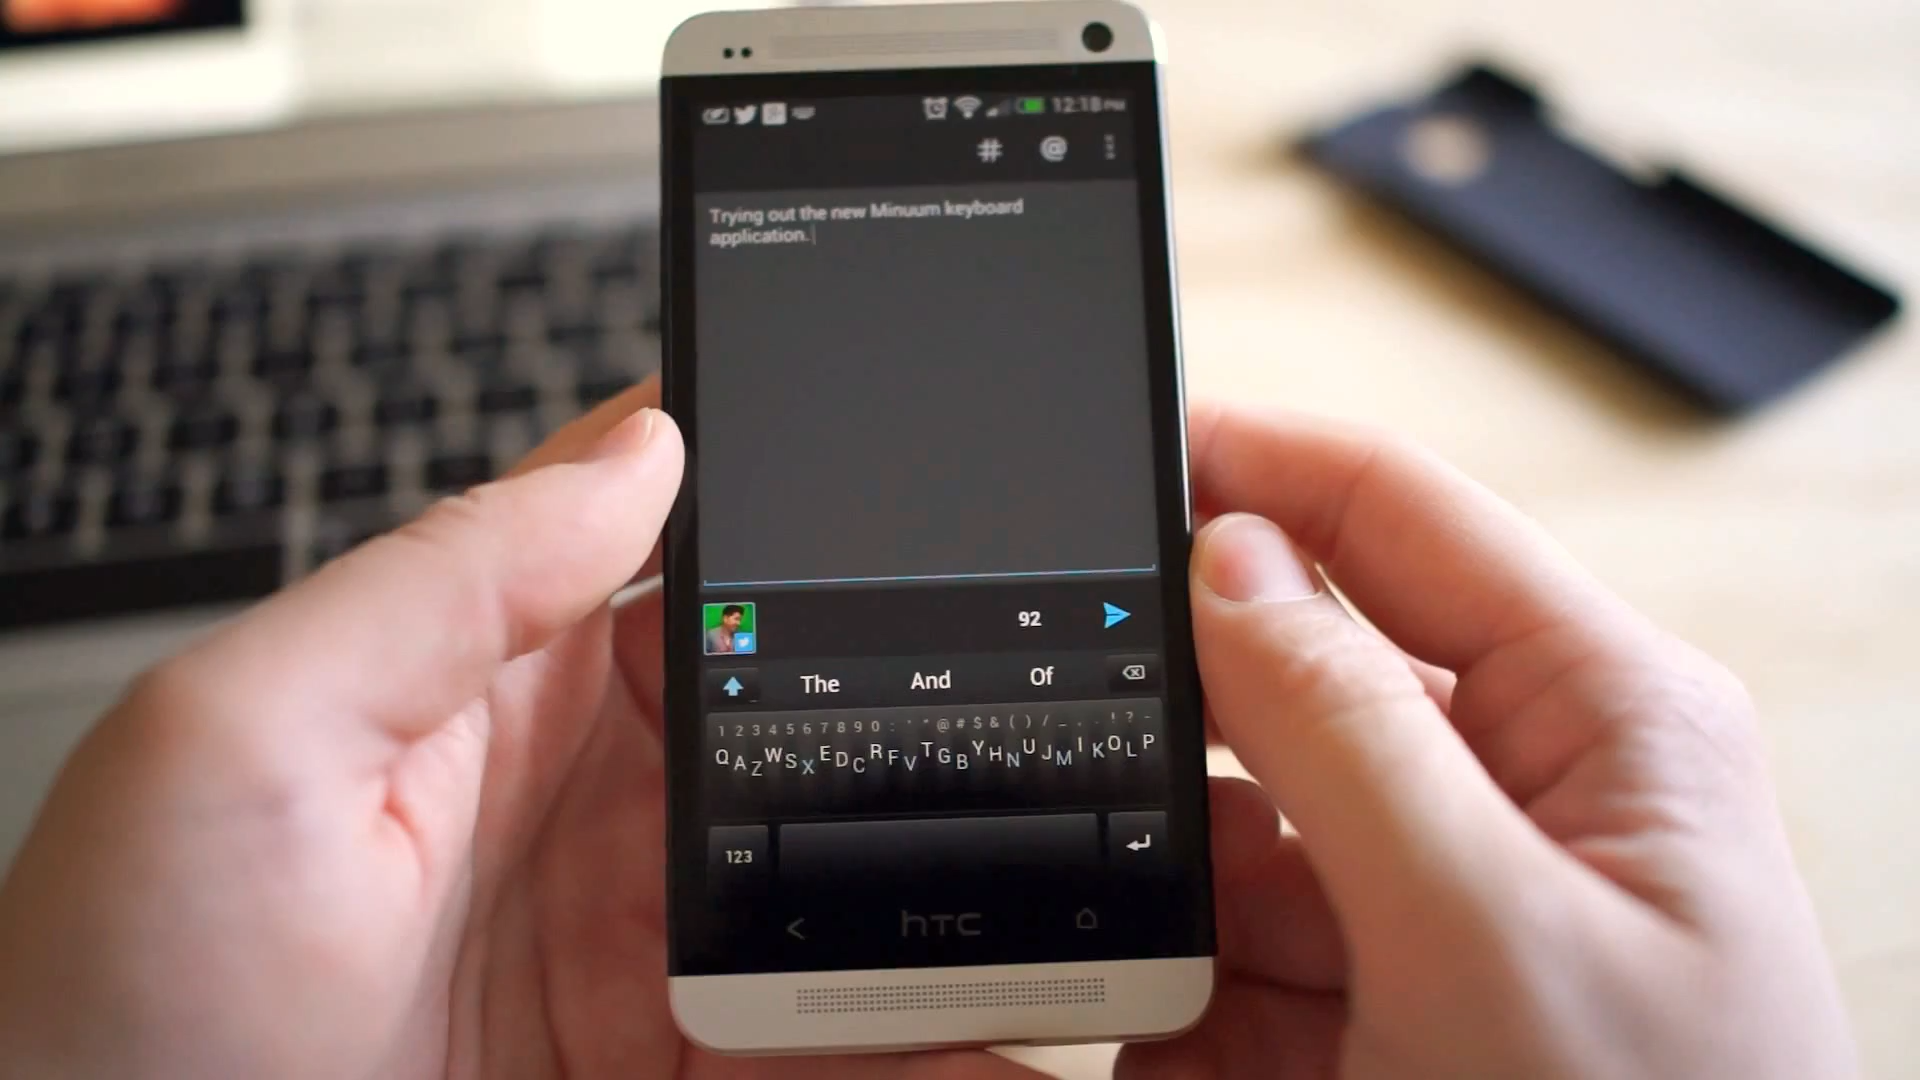 12:18 PM
# @
Trying out the new Minuum keyboard
application.
92
The And Of
1 2 3 4 5 6 7 8 9 0 : ' " @ # $ & ( ) / _ , . ! ? -
Q A Z W S X E D C R F V T G B Y H N U J M I K O L P
123
hTC